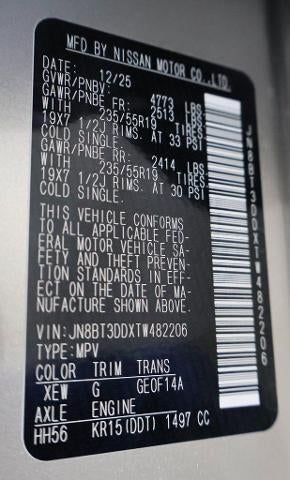 MFD BY NISSAN MOTOR CO.,LTD.
DATE: 12/25
GVWR/PNBV: 4773 LBS
GAWR/PNBE FR: 2513 LBS
WITH 235/55R19 TIRES
19X7 1/2J RIMS. AT 33 PSI
COLD SINGLE.
GAWR/PNBE RR: 2414 LBS
WITH 235/55R19 TIRES
19X7 1/2J RIMS. AT 30 PSI
COLD SINGLE.
THIS VEHICLE CONFORMS
TO ALL APPLICABLE FED-
ERAL MOTOR VEHICLE SA-
FETY AND THEFT PREVEN-
TION STANDARDS IN EFF-
ECT ON THE DATE OF MA-
NUFACTURE SHOWN ABOVE.
VIN:JN8BT3DDXTW482206
TYPE:MPV
COLOR TRIM TRANS
XEW G GE0F14A
AXLE ENGINE
HH56 KR15(DDT) 1497 CC
JN8BT3DDXTW482206